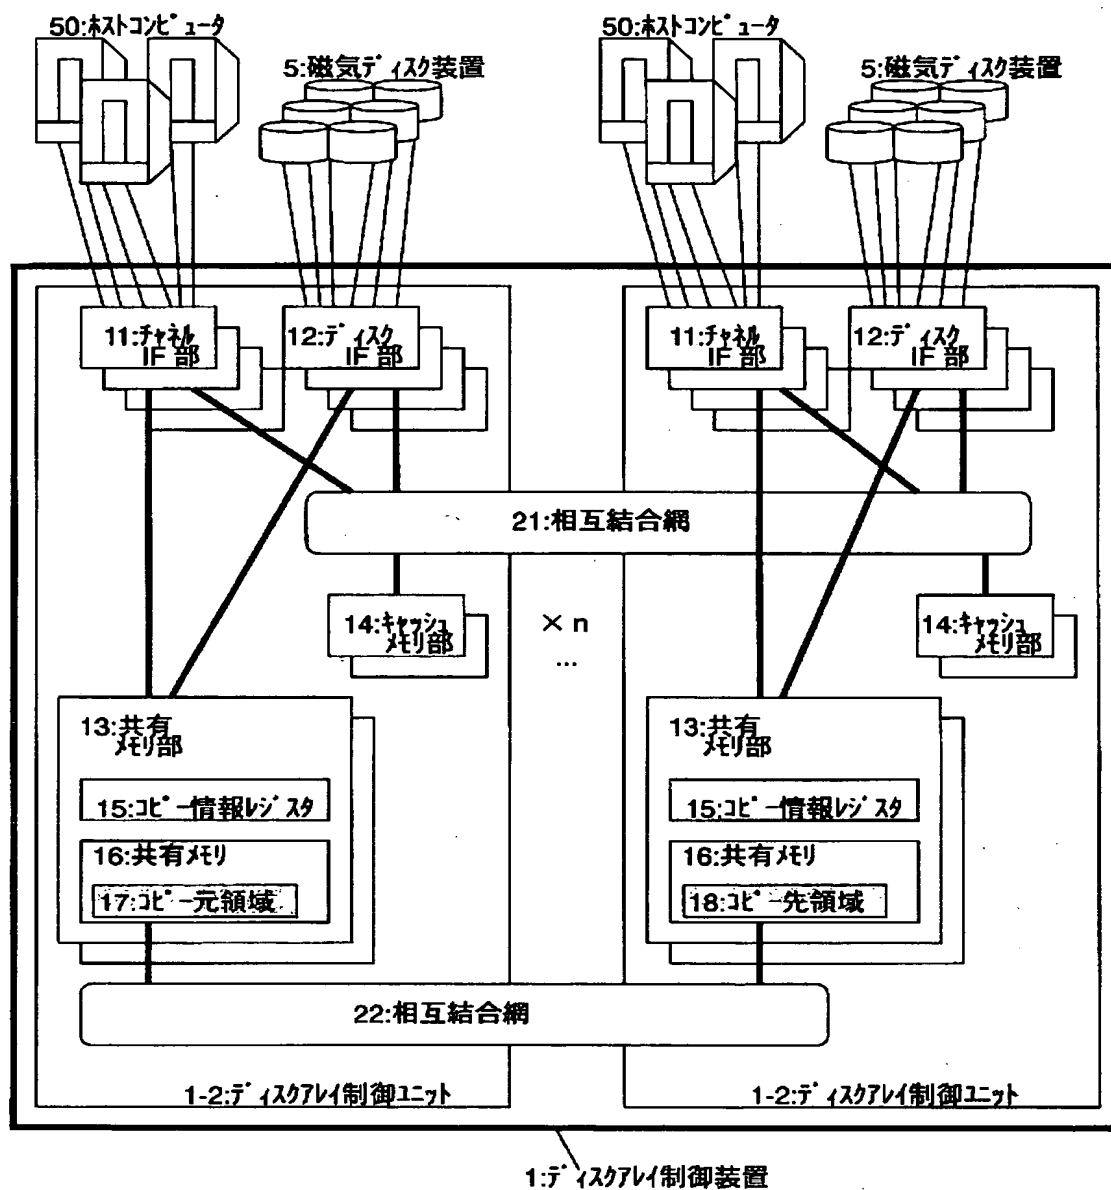 50:ﾎｽﾄｺﾝﾋﾟｭｰﾀ
50:ﾎｽﾄｺﾝﾋﾟｭｰﾀ
5:磁気ﾃﾞｨｽｸ装置
5:磁気ﾃﾞｨｽｸ装置
11:ﾁｬﾈﾙ
IF 部
12:ﾃﾞｨｽｸ
IF 部
11:ﾁｬﾈﾙ
IF 部
12:ﾃﾞｨｽｸ
IF 部
21:相互結合網
14:ｷｬｯｼｭ
ﾒﾓﾘ部
× n
...
14:ｷｬｯｼｭ
ﾒﾓﾘ部
13:共有
ﾒﾓﾘ部
13:共有
ﾒﾓﾘ部
15:ｺﾋﾟｰ情報ﾚｼﾞｽﾀ
15:ｺﾋﾟｰ情報ﾚｼﾞｽﾀ
16:共有ﾒﾓﾘ
16:共有ﾒﾓﾘ
17:ｺﾋﾟｰ元領域
18:ｺﾋﾟｰ先領域
22:相互結合網
1-2:ﾃﾞｨｽｸｱﾚｲ制御ﾕﾆｯﾄ
1-2:ﾃﾞｨｽｸｱﾚｲ制御ﾕﾆｯﾄ
1:ﾃﾞｨｽｸｱﾚｲ制御装置